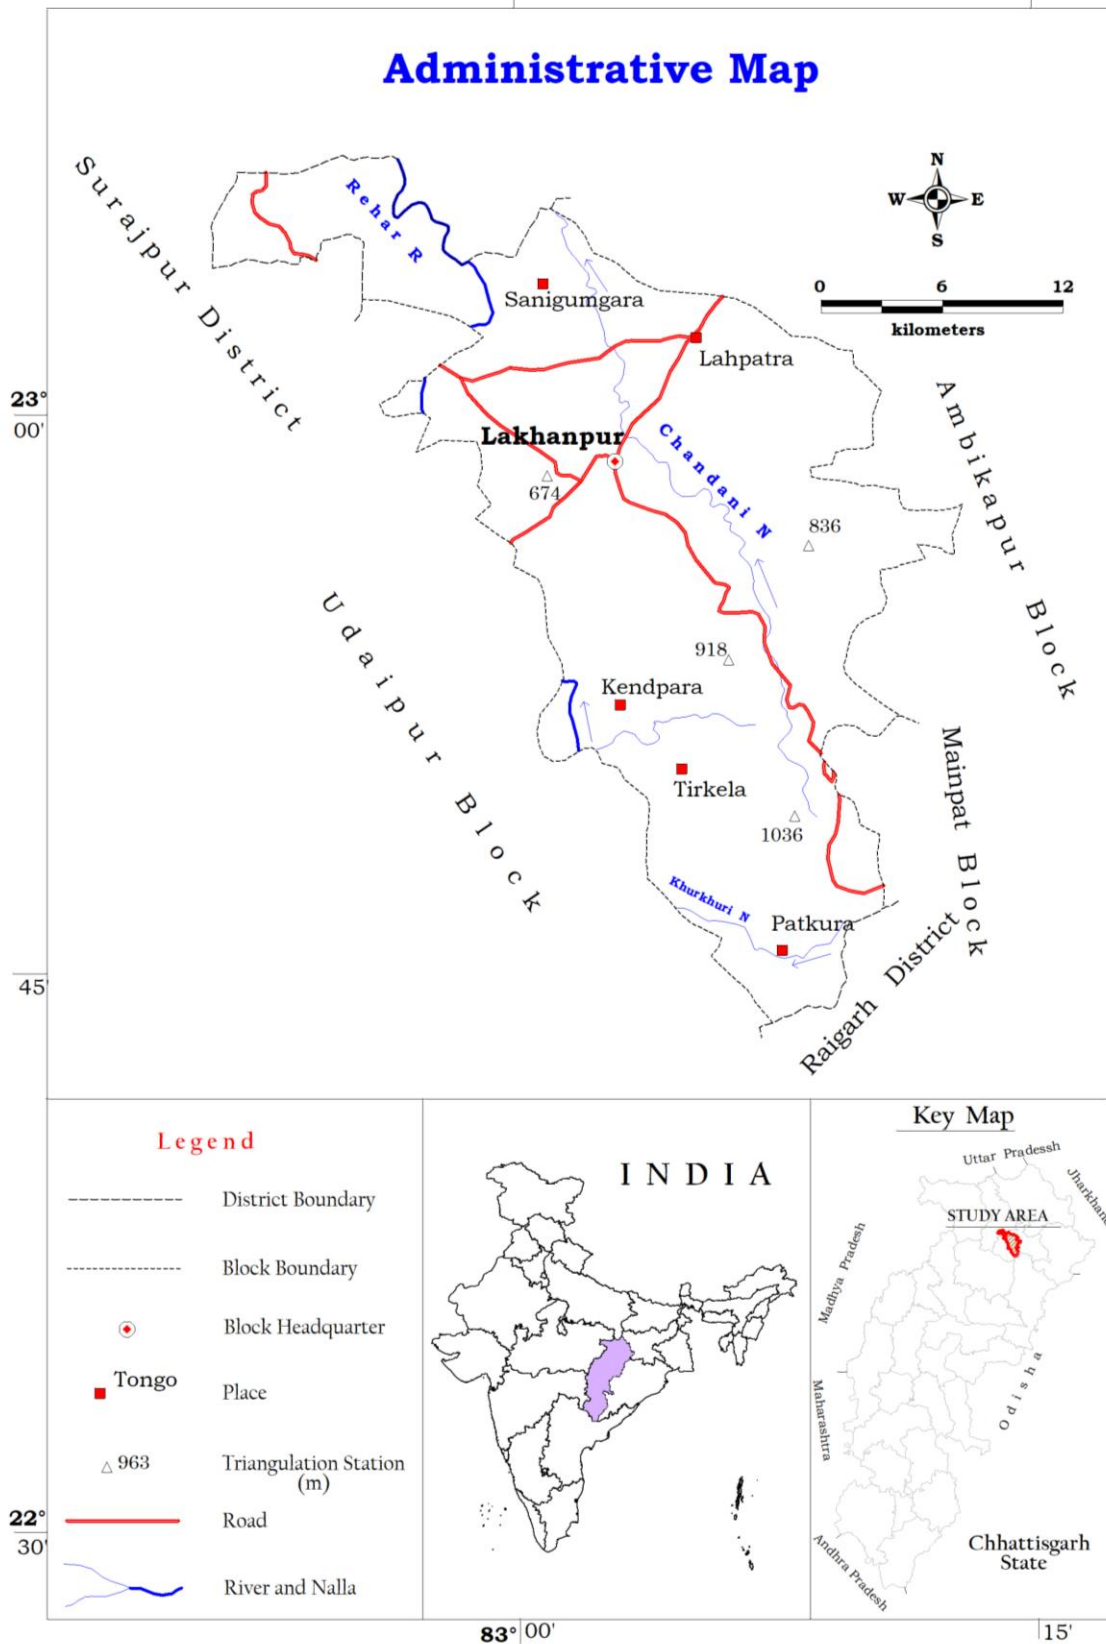 Administrative Map
Surajpur District
Rehar R
N
W E
S
0 6 12
kilometers
Sanigumgara
Lahpatra
23°
00'
Lakhanpur
Chandani N
Ambikapur Block
674
836
Udaipur Block
918
Kendpara
Mainpat Block
Tirkela
1036
Khurkhuri N
Patkura
45'
Raigarh District
Legend
District Boundary
Block Boundary
Block Headquarter
Tongo
Place
963
Triangulation Station
(m)
Road
River and Nalla
22°
30'
INDIA
Key Map
Uttar Pradessh
Jharkhand
STUDY AREA
Madhya Pradesh
Odisha
Maharashtra
Andhra Pradesh
Chhattisgarh
State
83° 00'
15'